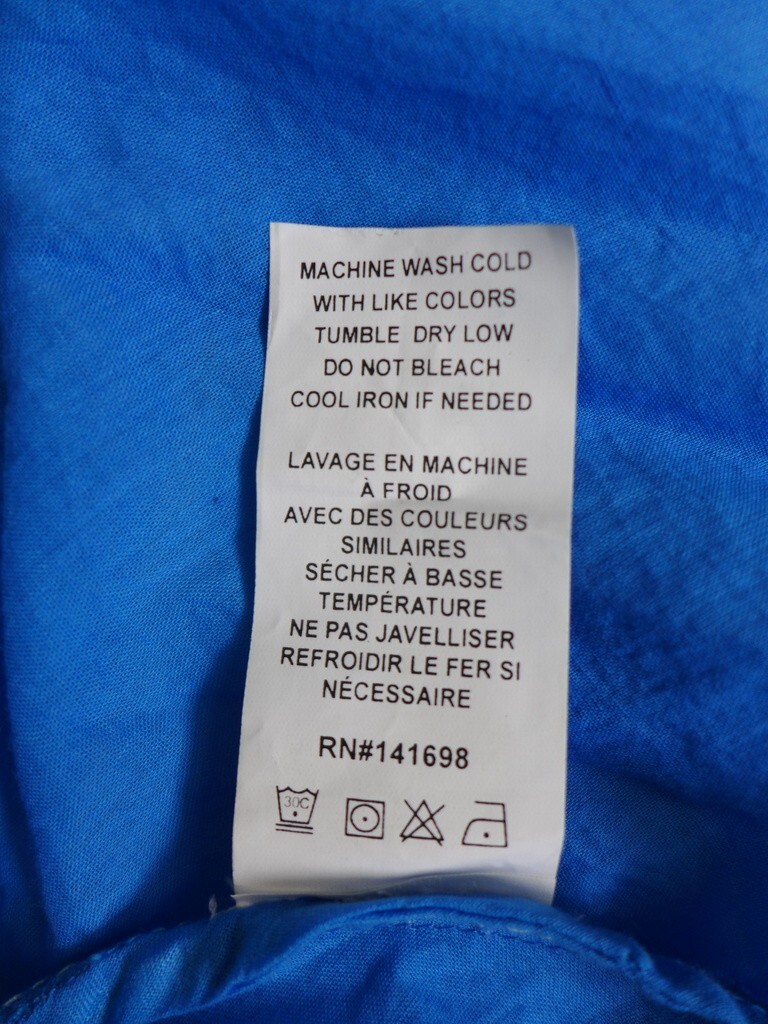 MACHINE WASH COLD
WITH LIKE COLORS
TUMBLE DRY LOW
DO NOT BLEACH
COOL IRON IF NEEDED
LAVAGE EN MACHINE
À FROID
AVEC DES COULEURS
SIMILAIRES
SÉCHER À BASSE
TEMPÉRATURE
NE PAS JAVELLISER
REFROIDIR LE FER SI
NÉCESSAIRE
RN#141698
30C